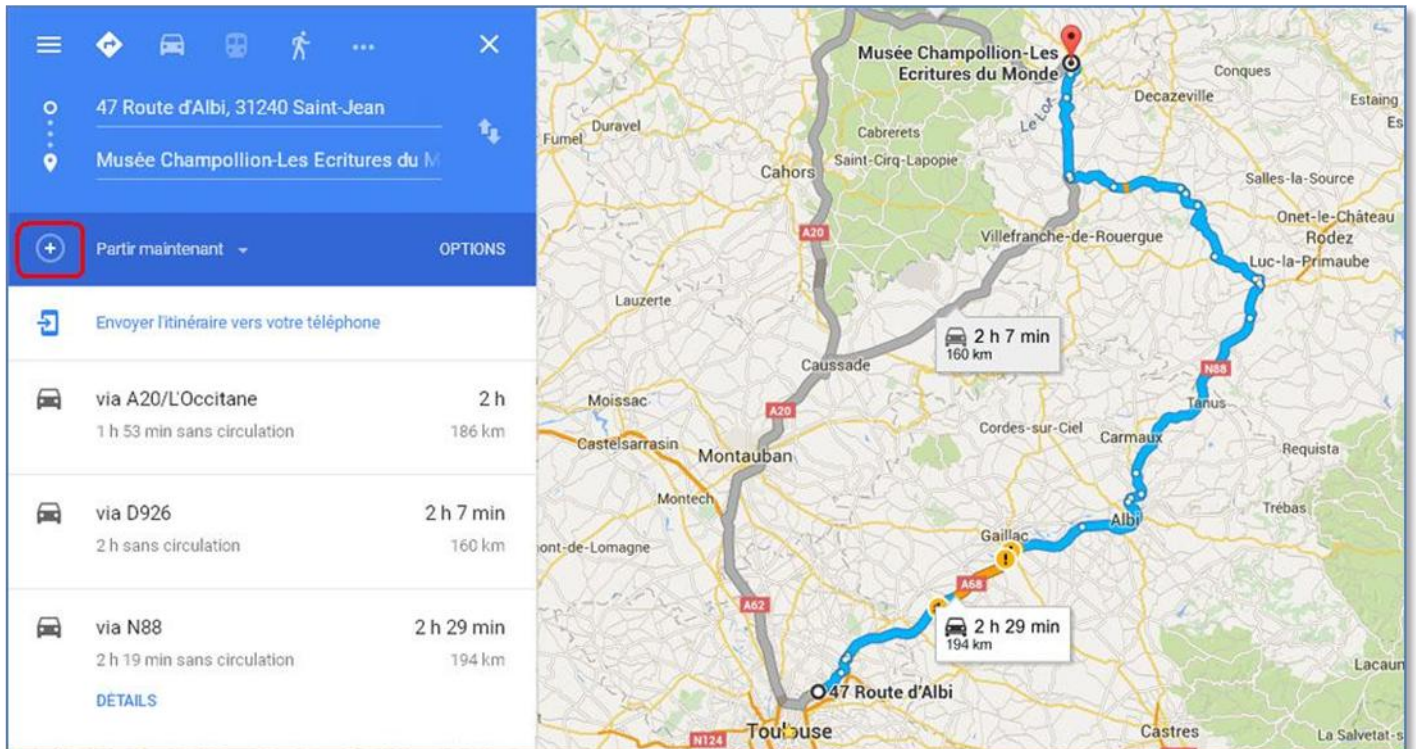 47 Route d'Albi, 31240 Saint-Jean
Musée Champollion-Les Ecritures du M
Partir maintenant
OPTIONS
Envoyer l'itinéraire vers votre téléphone
via A20/L'Occitane 2 h
1 h 53 min sans circulation 186 km
via D926 2 h 7 min
2 h sans circulation 160 km
via N88 2 h 29 min
2 h 19 min sans circulation 194 km
DÉTAILS
Musée Champollion-Les
Ecritures du Monde
Conques
Decazeville
Estaing
Es
Le Lot
Duravel
Fumel
Cabrerets
Saint-Cirq-Lapopie
Cahors
Salles-la-Source
Onet-le-Château
Rodez
A20
Villefranche-de-Rouergue
Luc-la-Primaube
Lauzerte
2 h 7 min
160 km
Caussade
N88
Moissac
A20
Tanus
Cordes-sur-Ciel
Carmaux
Castelsarrasin
Montauban
Requista
Montech
Trébas
Albi
Gaillac
ont-de-Lomagne
A68
A62
2 h 29 min
194 km
Lacaun
47 Route d'Albi
Toulouse
N124
Castres
La Salvetat-s